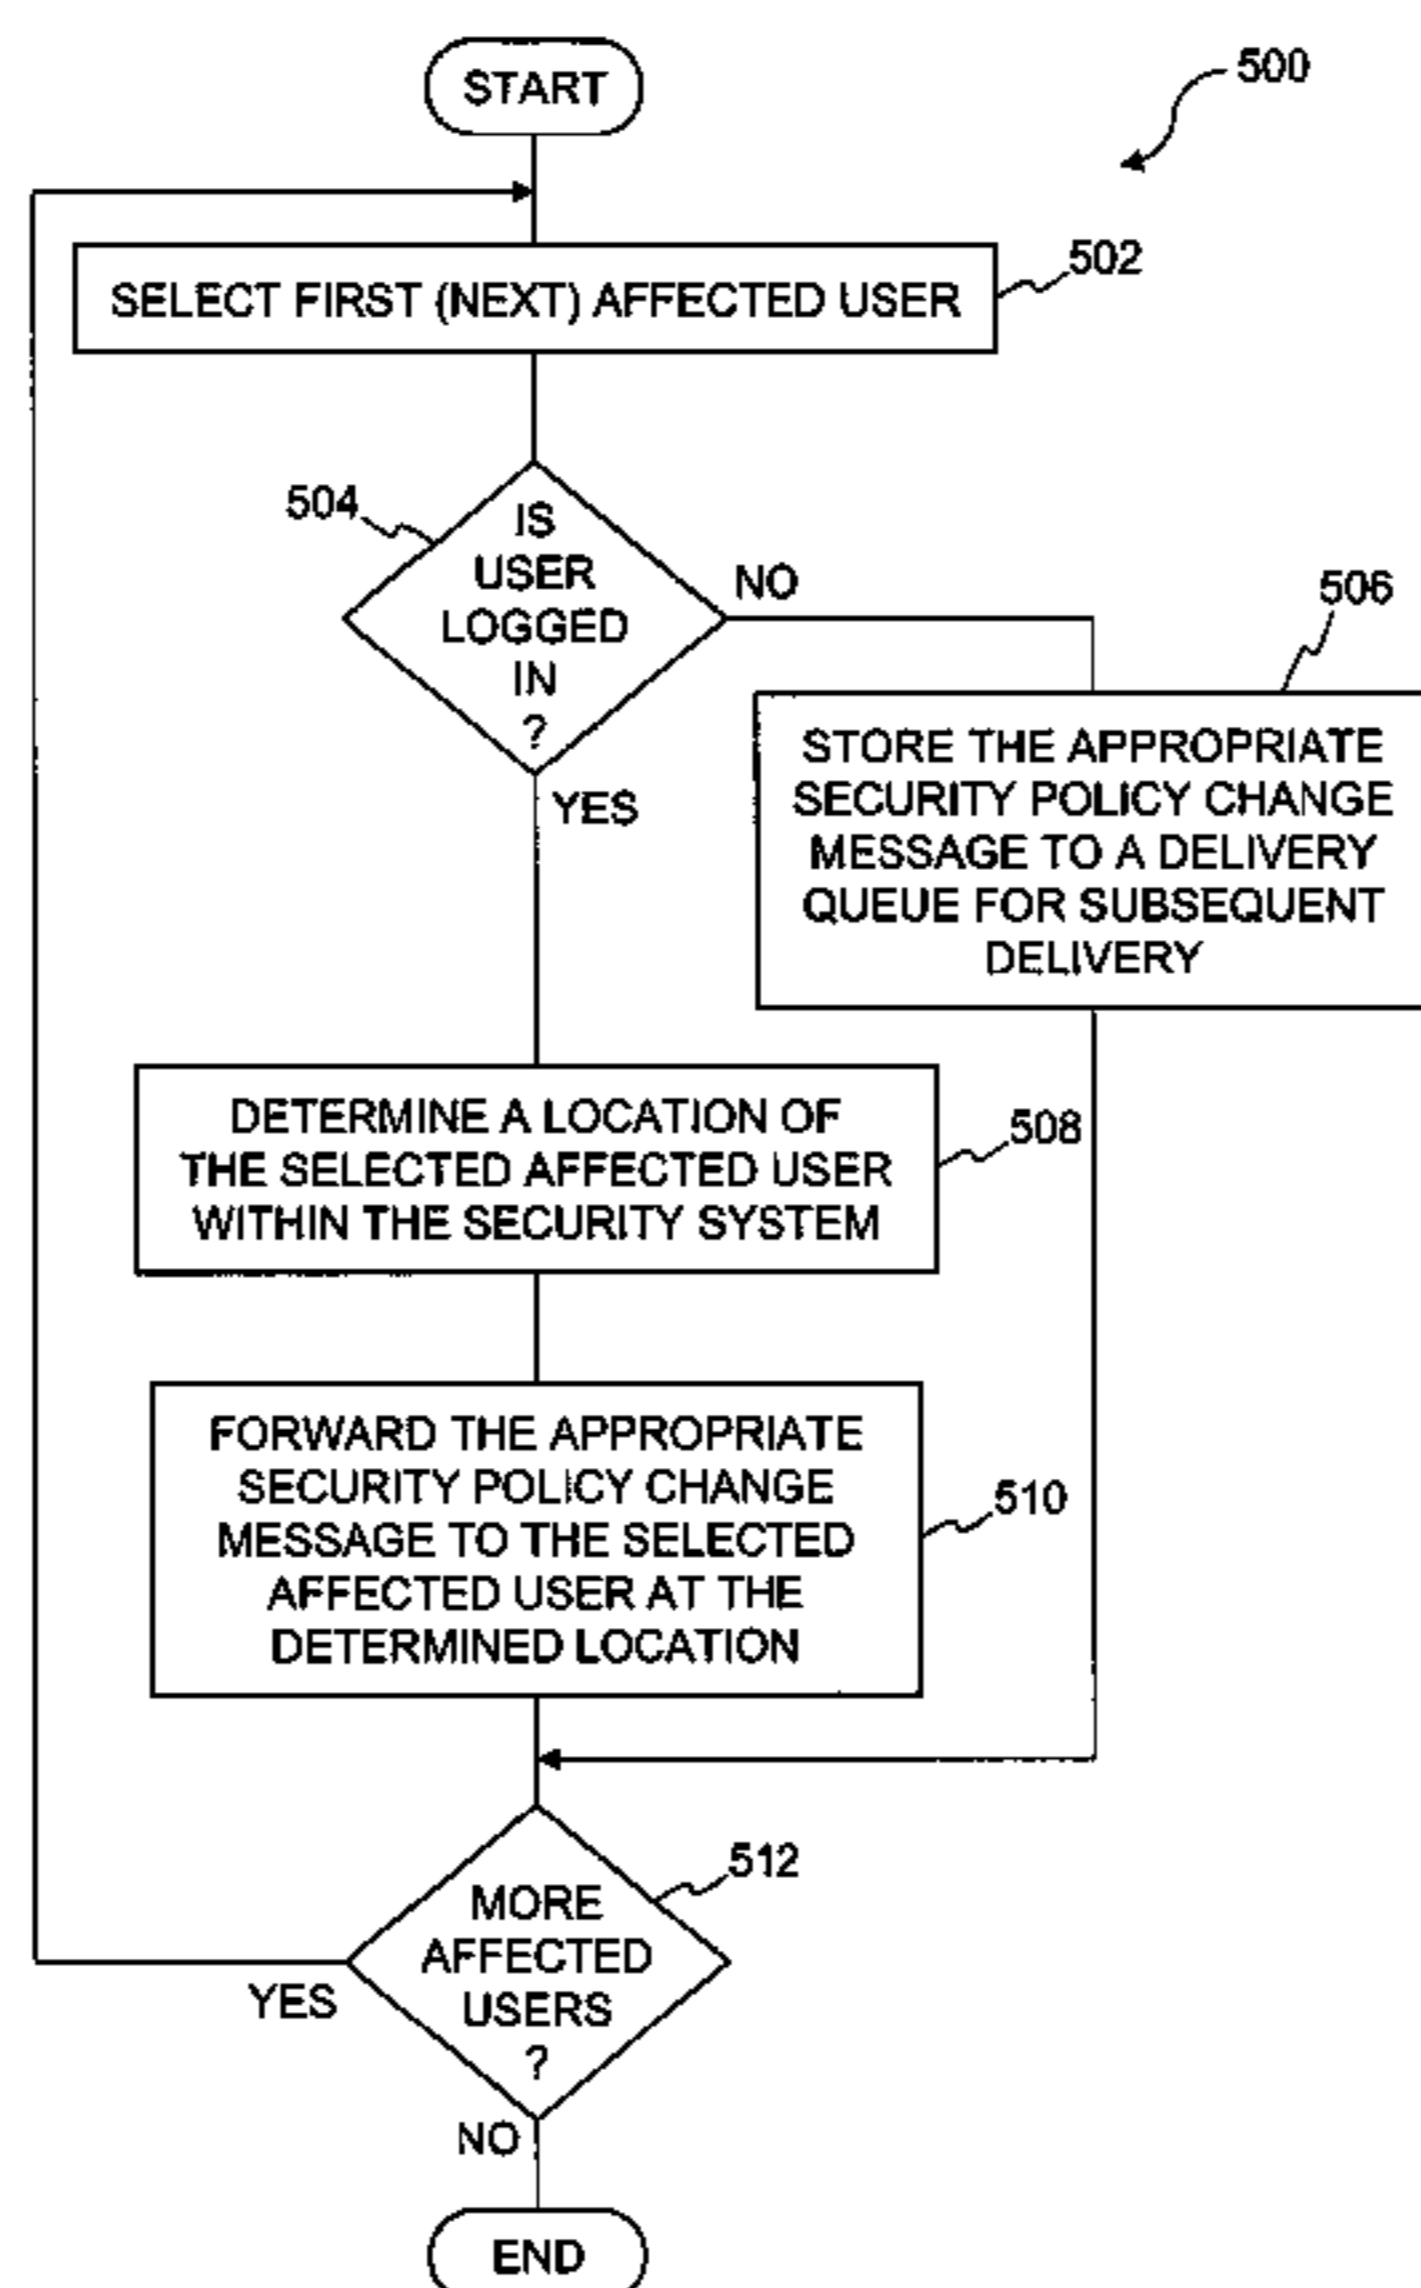 START
500
SELECT FIRST (NEXT) AFFECTED USER
502
504
IS
USER
LOGGED
IN
?
NO
YES
506
STORE THE APPROPRIATE
SECURITY POLICY CHANGE
MESSAGE TO A DELIVERY
QUEUE FOR SUBSEQUENT
DELIVERY
DETERMINE A LOCATION OF
THE SELECTED AFFECTED USER
WITHIN THE SECURITY SYSTEM
508
FORWARD THE APPROPRIATE
SECURITY POLICY CHANGE
MESSAGE TO THE SELECTED
AFFECTED USER AT THE
DETERMINED LOCATION
510
512
MORE
AFFECTED
USERS
?
YES
NO
END